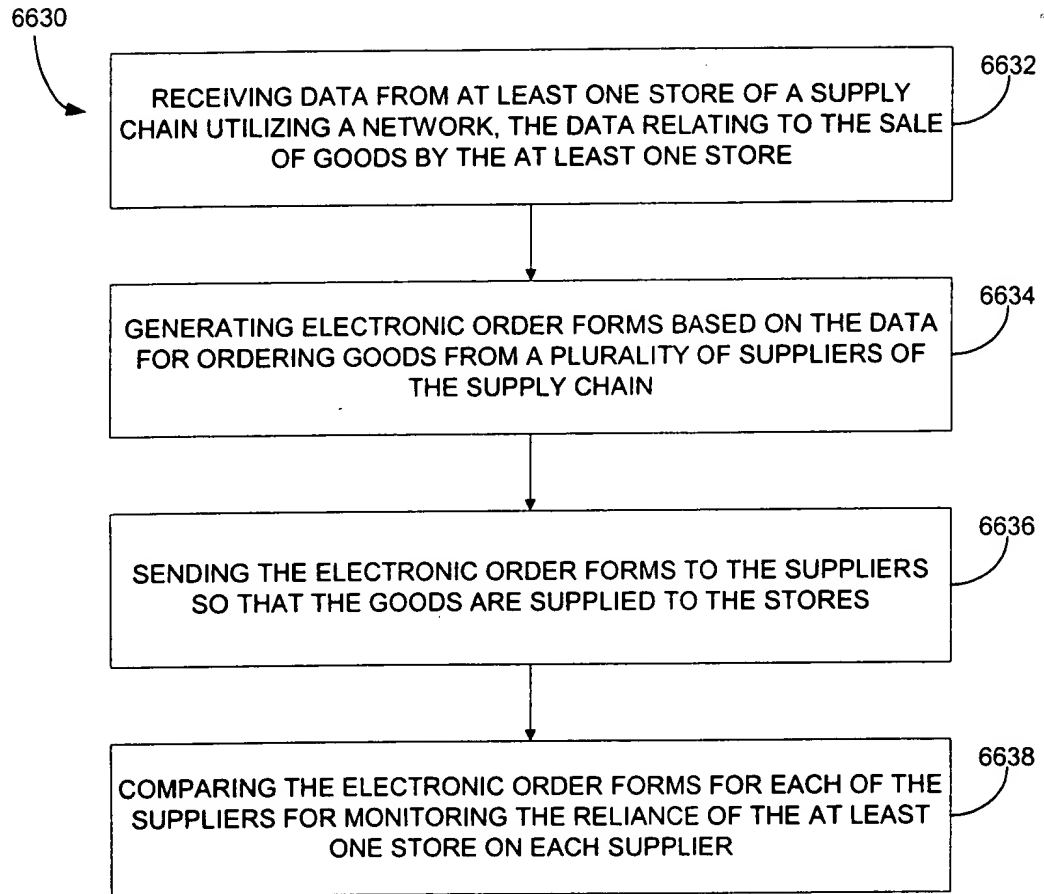 6630
6632
RECEIVING DATA FROM AT LEAST ONE STORE OF A SUPPLY
CHAIN UTILIZING A NETWORK, THE DATA RELATING TO THE SALE
OF GOODS BY THE AT LEAST ONE STORE
6634
GENERATING ELECTRONIC ORDER FORMS BASED ON THE DATA
FOR ORDERING GOODS FROM A PLURALITY OF SUPPLIERS OF
THE SUPPLY CHAIN
6636
SENDING THE ELECTRONIC ORDER FORMS TO THE SUPPLIERS
SO THAT THE GOODS ARE SUPPLIED TO THE STORES
6638
COMPARING THE ELECTRONIC ORDER FORMS FOR EACH OF THE
SUPPLIERS FOR MONITORING THE RELIANCE OF THE AT LEAST
ONE STORE ON EACH SUPPLIER